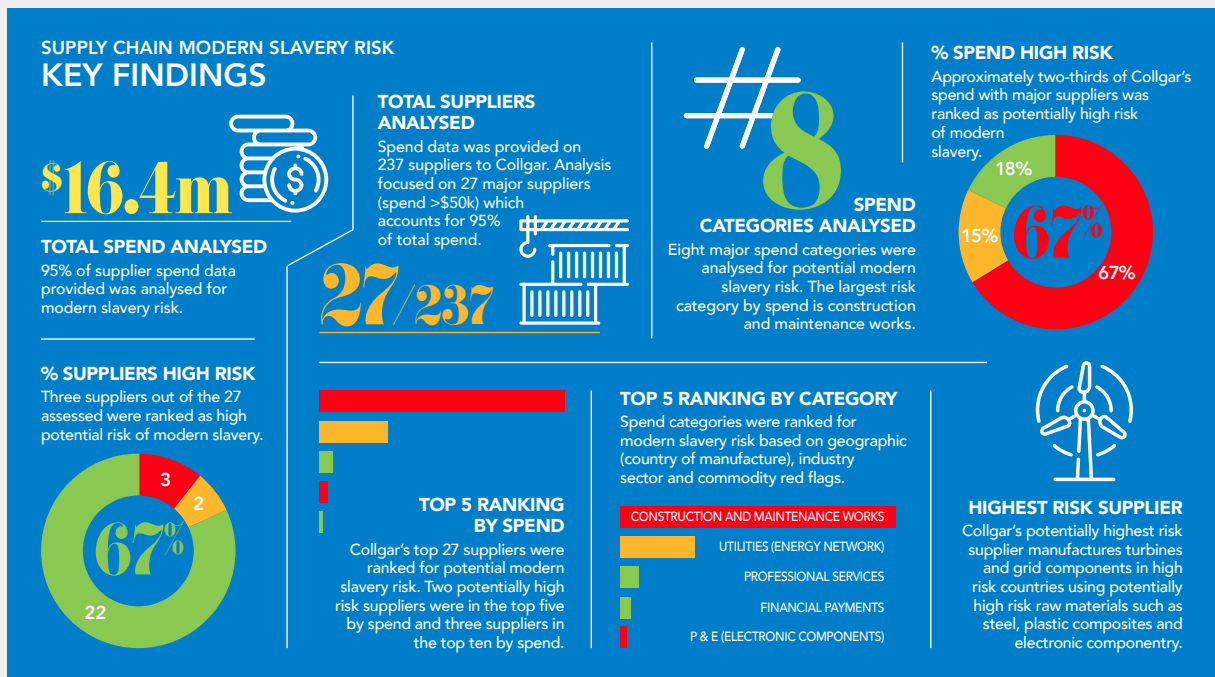 SUPPLY CHAIN MODERN SLAVERY RISK
KEY FINDINGS
$16.4m
TOTAL SPEND ANALYSED
95% of supplier spend data
provided was analysed for
modern slavery risk.
TOTAL SUPPLIERS
ANALYSED
Spend data was provided on
237 suppliers to Collgar. Analysis
focused on 27 major suppliers
(spend >$50k) which
accounts for 95%
of total spend.
27/237
#8
SPEND
CATEGORIES ANALYSED
Eight major spend categories were
analysed for potential modern
slavery risk. The largest risk
category by spend is construction
and maintenance works.
% SPEND HIGH RISK
Approximately two-thirds of Collgar's
spend with major suppliers was
ranked as potentially high risk
of modern
slavery.
18%
15%
67%
67%
% SUPPLIERS HIGH RISK
Three suppliers out of the 27
assessed were ranked as high
potential risk of modern slavery.
3
2
67%
22
TOP 5 RANKING
BY SPEND
Collgar's top 27 suppliers were
ranked for potential modern
slavery risk. Two potentially high
risk suppliers were in the top five
by spend and three suppliers in
the top ten by spend.
TOP 5 RANKING BY CATEGORY
Spend categories were ranked for
modern slavery risk based on geographic
(country of manufacture), industry
sector and commodity red flags.
CONSTRUCTION AND MAINTENANCE WORKS
UTILITIES (ENERGY NETWORK)
PROFESSIONAL SERVICES
FINANCIAL PAYMENTS
P & E (ELECTRONIC COMPONENTS)
$
HIGHEST RISK SUPPLIER
Collgar's potentially highest risk
supplier manufactures turbines
and grid components in high
risk countries using potentially
high risk raw materials such as
steel, plastic composites and
electronic componentry.